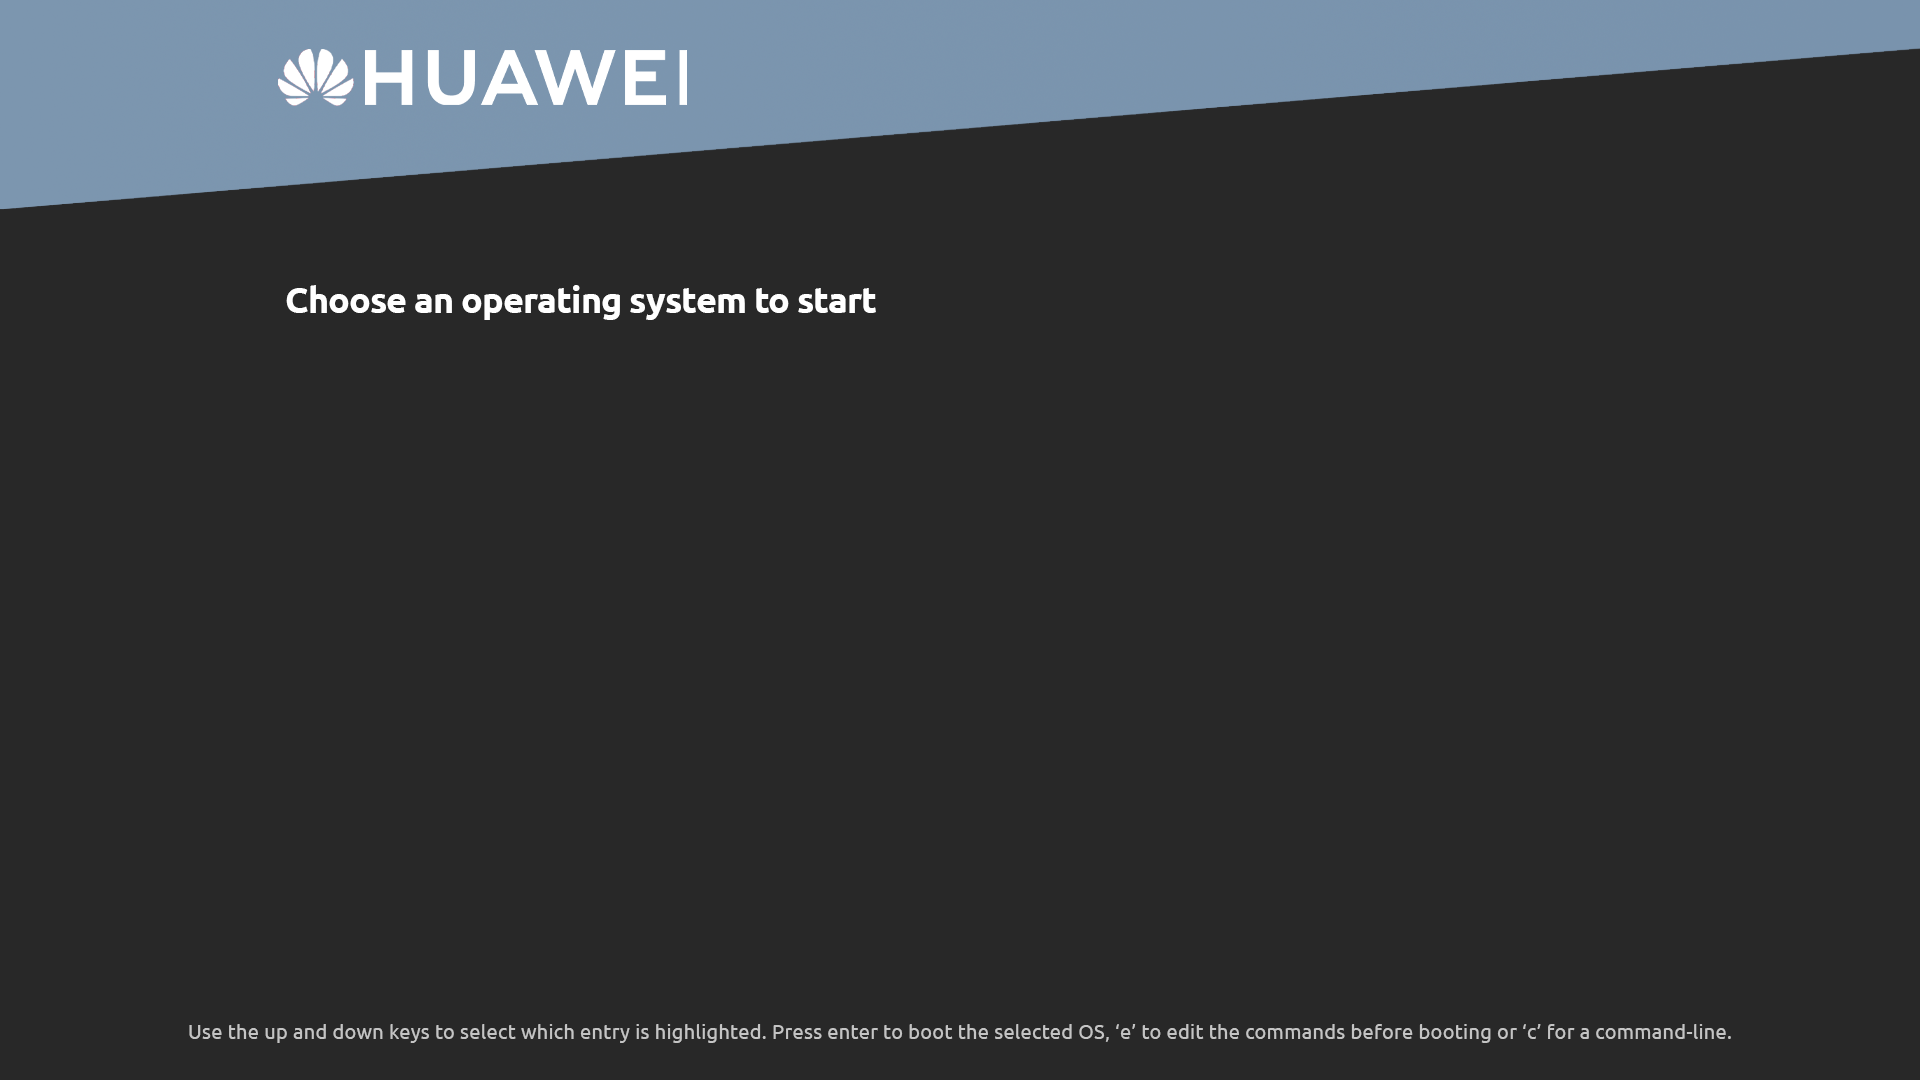 HUAWEI
Choose an operating system to start
Use the up and down keys to select which entry is highlighted. Press enter to boot the selected OS, ‘e’ to edit the commands before booting or ‘c’ for a command-line.